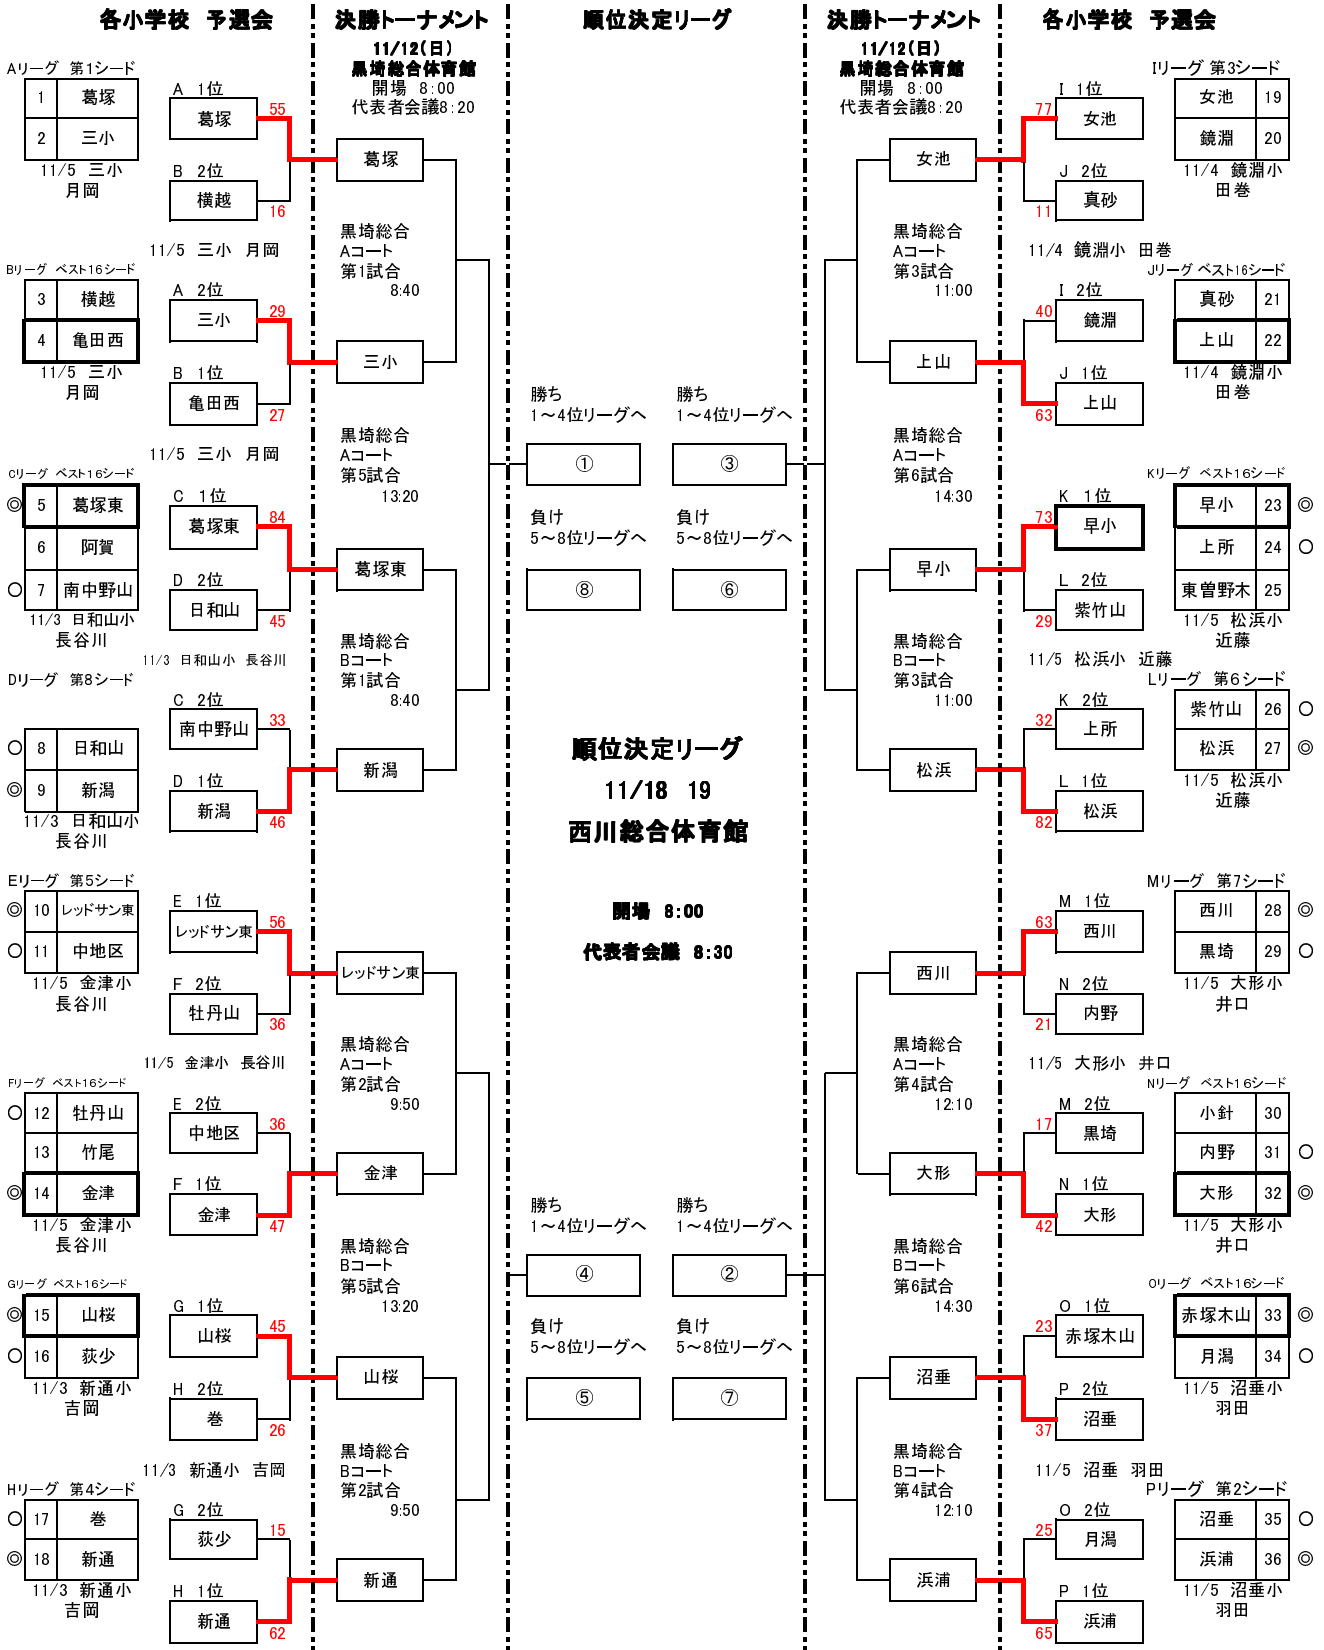 各小学校 予選会
決勝トーナメント
順位決定リーグ
決勝トーナメント
各小学校 予選会
11/12(日)
黒埼総合体育館
開場 8:00
代表者会議8:20
11/12(日)
黒埼総合体育館
開場 8:00
代表者会議8:20
Aリーグ 第1シード
1 葛塚
2 三小
11/5 三小
月岡
A 1位
葛塚
55
B 2位
横越
16
11/5 三小 月岡
Bリーグ ベスト16シード
3 横越
4 亀田西
11/5 三小
月岡
A 2位
三小
29
B 1位
亀田西
27
11/5 三小 月岡
Cリーグ ベスト16シード
◎ 5 葛塚東
6 阿賀
○ 7 南中野山
11/3 日和山小
長谷川
C 1位
葛塚東
84
D 2位
日和山
45
11/3 日和山小 長谷川
Dリーグ 第8シード
○ 8 日和山
◎ 9 新潟
11/3 日和山小
長谷川
C 2位
南中野山
33
D 1位
新潟
46
Eリーグ 第5シード
◎ 10 レッドサン東
○ 11 中地区
11/5 金津小
長谷川
E 1位
レッドサン東
56
F 2位
牡丹山
36
11/5 金津小 長谷川
Fリーグ ベスト16シード
○ 12 牡丹山
13 竹尾
◎ 14 金津
11/5 金津小
長谷川
E 2位
中地区
36
F 1位
金津
47
Gリーグ ベスト16シード
◎ 15 山桜
○ 16 荻少
11/3 新通小
吉岡
G 1位
山桜
45
H 2位
巻
26
11/3 新通小 吉岡
Hリーグ 第4シード
○ 17 巻
◎ 18 新通
11/3 新通小
吉岡
G 2位
荻少
15
H 1位
新通
62
葛塚
黒埼総合
Aコート
第1試合
8:40
三小
黒埼総合
Aコート
第5試合
13:20
葛塚東
黒埼総合
Bコート
第1試合
8:40
新潟
レッドサン東
黒埼総合
Aコート
第2試合
9:50
金津
黒埼総合
Bコート
第5試合
13:20
山桜
黒埼総合
Bコート
第2試合
9:50
新通
勝ち
1～4位リーグへ
①
負け
5～8位リーグへ
⑧
勝ち
1～4位リーグへ
③
負け
5～8位リーグへ
⑥
順位決定リーグ
11/18 19
西川総合体育館
開場 8:00
代表者会議 8:30
勝ち
1～4位リーグへ
④
負け
5～8位リーグへ
⑤
勝ち
1～4位リーグへ
②
負け
5～8位リーグへ
⑦
女池
黒埼総合
Aコート
第3試合
11:00
上山
黒埼総合
Aコート
第6試合
14:30
早小
黒埼総合
Bコート
第3試合
11:00
松浜
西川
黒埼総合
Aコート
第4試合
12:10
大形
黒埼総合
Bコート
第6試合
14:30
沼垂
黒埼総合
Bコート
第4試合
12:10
浜浦
I 1位
77
女池
J 2位
11
真砂
11/4 鏡淵小 田巻
Iリーグ 第3シード
女池 19
鏡淵 20
11/4 鏡淵小
田巻
I 2位
40
鏡淵
J 1位
63
上山
Jリーグ ベスト16シード
真砂 21
上山 22
11/4 鏡淵小
田巻
K 1位
73
早小
L 2位
29
紫竹山
11/5 松浜小 近藤
Kリーグ ベスト16シード
早小 23 ◎
上所 24 ○
東曽野木 25
11/5 松浜小
近藤
K 2位
32
上所
L 1位
82
松浜
Lリーグ 第6シード
紫竹山 26 ○
松浜 27 ◎
11/5 松浜小
近藤
M 1位
63
西川
N 2位
21
内野
11/5 大形小 井口
Mリーグ 第7シード
西川 28 ◎
黒埼 29 ○
11/5 大形小
井口
M 2位
17
黒埼
N 1位
42
大形
Nリーグ ベスト16シード
小針 30
内野 31 ○
大形 32 ◎
11/5 大形小
井口
O 1位
23
赤塚木山
P 2位
37
沼垂
11/5 沼垂 羽田
Oリーグ ベスト16シード
赤塚木山 33 ◎
月潟 34 ○
11/5 沼垂小
羽田
O 2位
25
月潟
P 1位
65
浜浦
Pリーグ 第2シード
沼垂 35 ○
浜浦 36 ◎
11/5 沼垂小
羽田